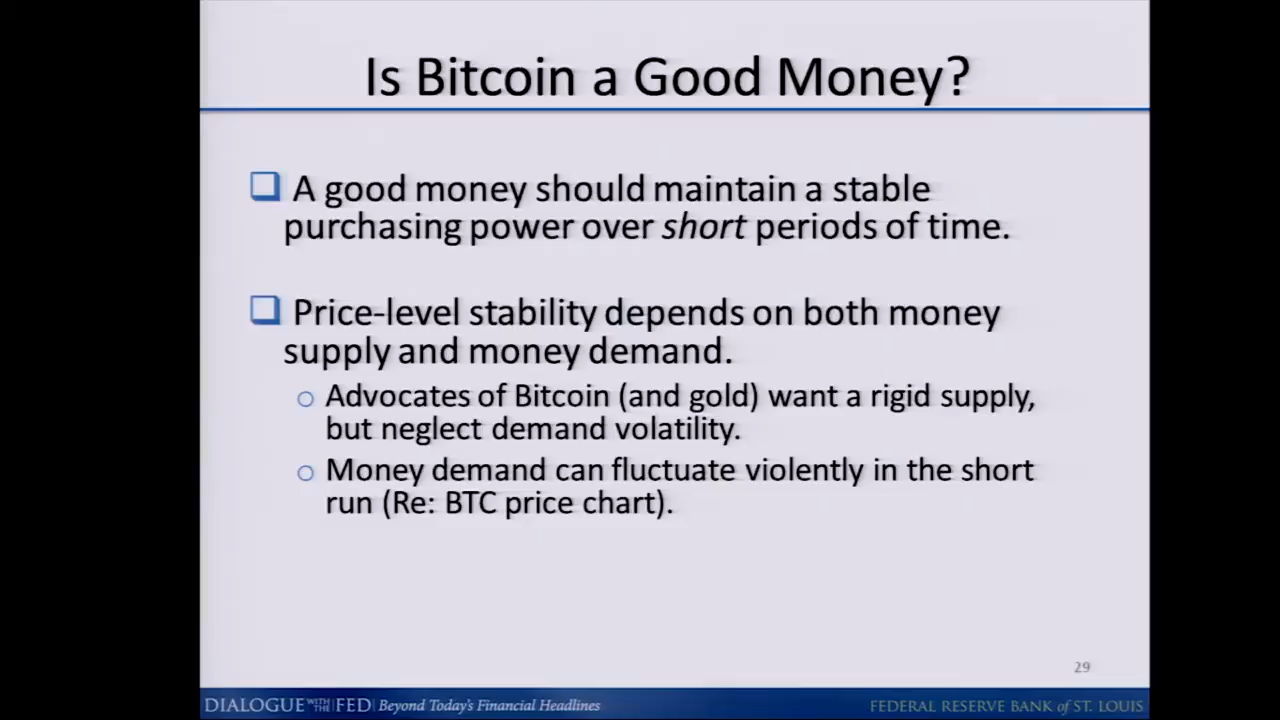 Is Bitcoin a Good Money?
A good money should maintain a stable
purchasing power over short periods of time.
Price-level stability depends on both money
supply and money demand.
Advocates of Bitcoin (and gold) want a rigid supply,
but neglect demand volatility.
Money demand can fluctuate violently in the short
run (Re: BTC price chart).
29
DIALOGUE WITH THE FED | Beyond Today's Financial Headlines
FEDERAL RESERVE BANK of ST. LOUIS